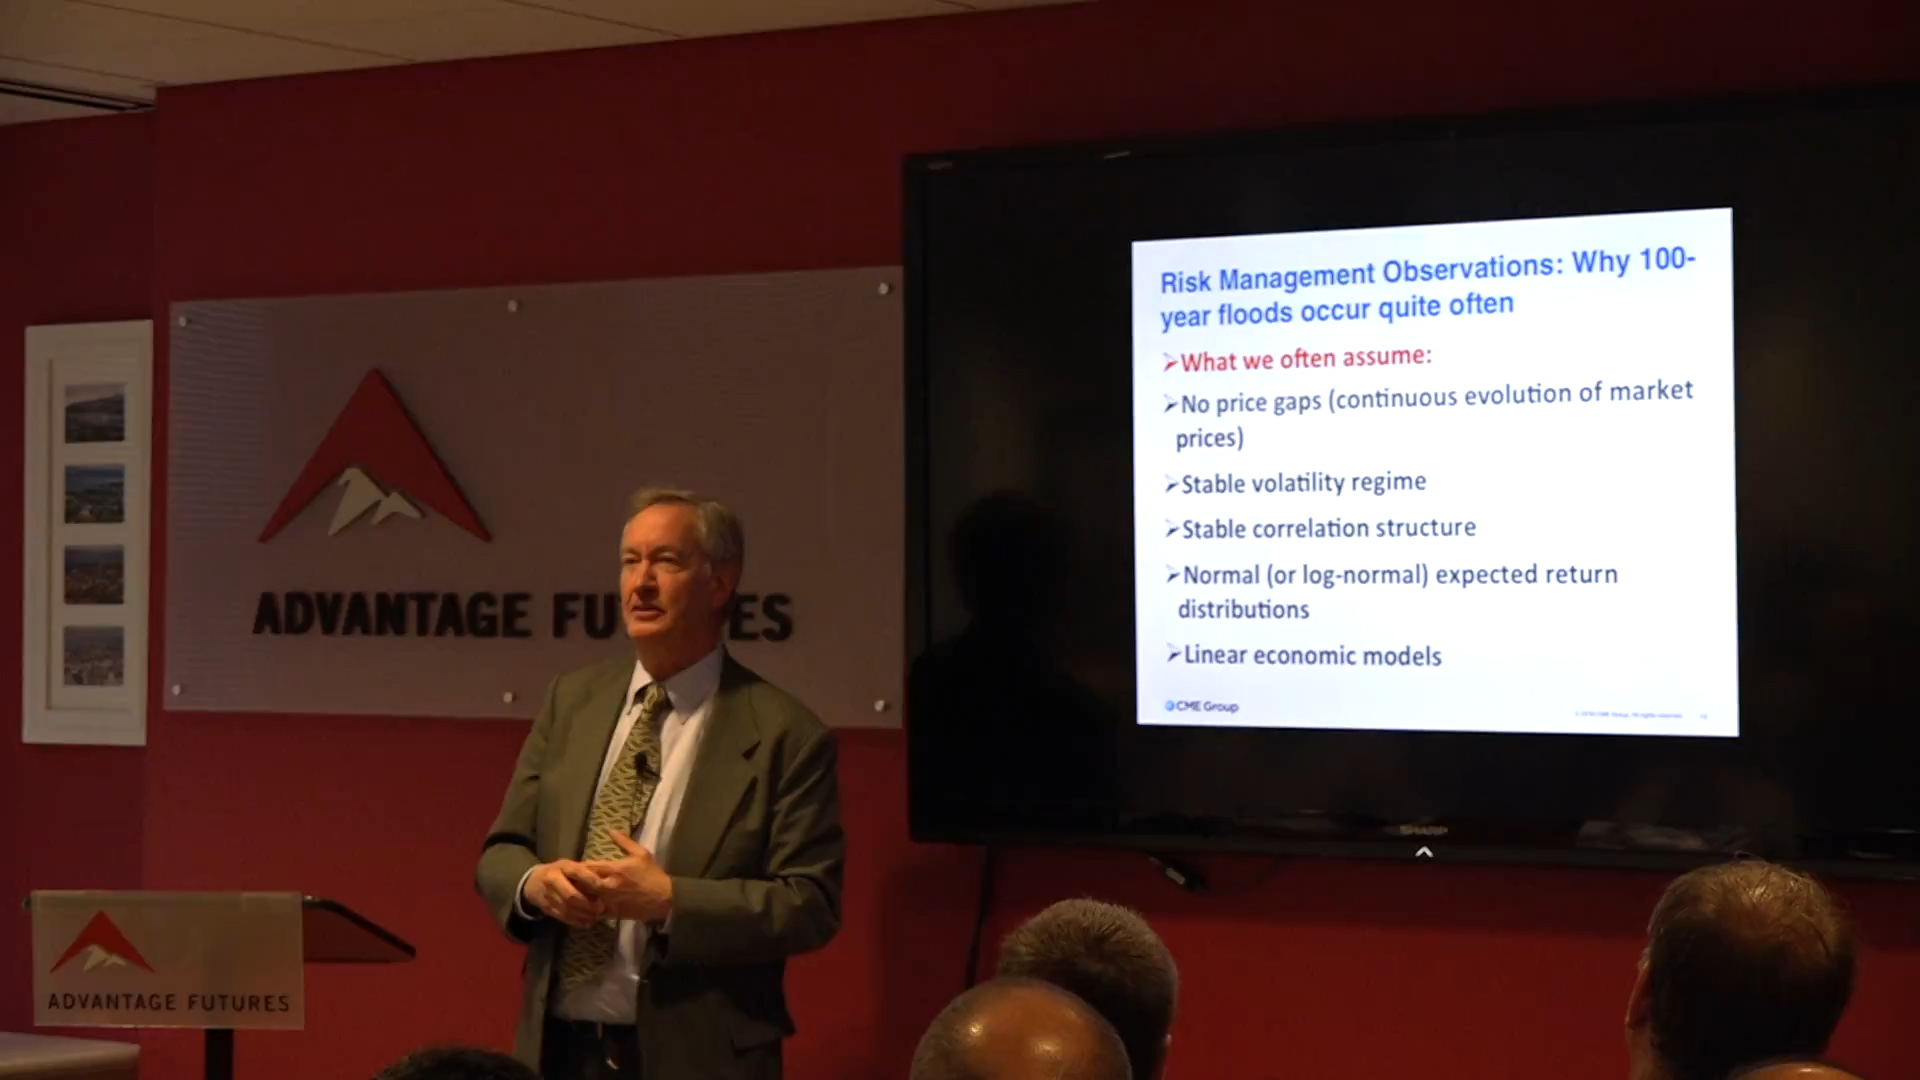 ADVANTAGE FU ES
ADVANTAGE FUTURES
Risk Management Observations: Why 100-
year floods occur quite often
➢What we often assume:
➢No price gaps (continuous evolution of market
prices)
➢Stable volatility regime
➢Stable correlation structure
➢Normal (or log-normal) expected return
distributions
➢Linear economic models
CME Group
SHARP